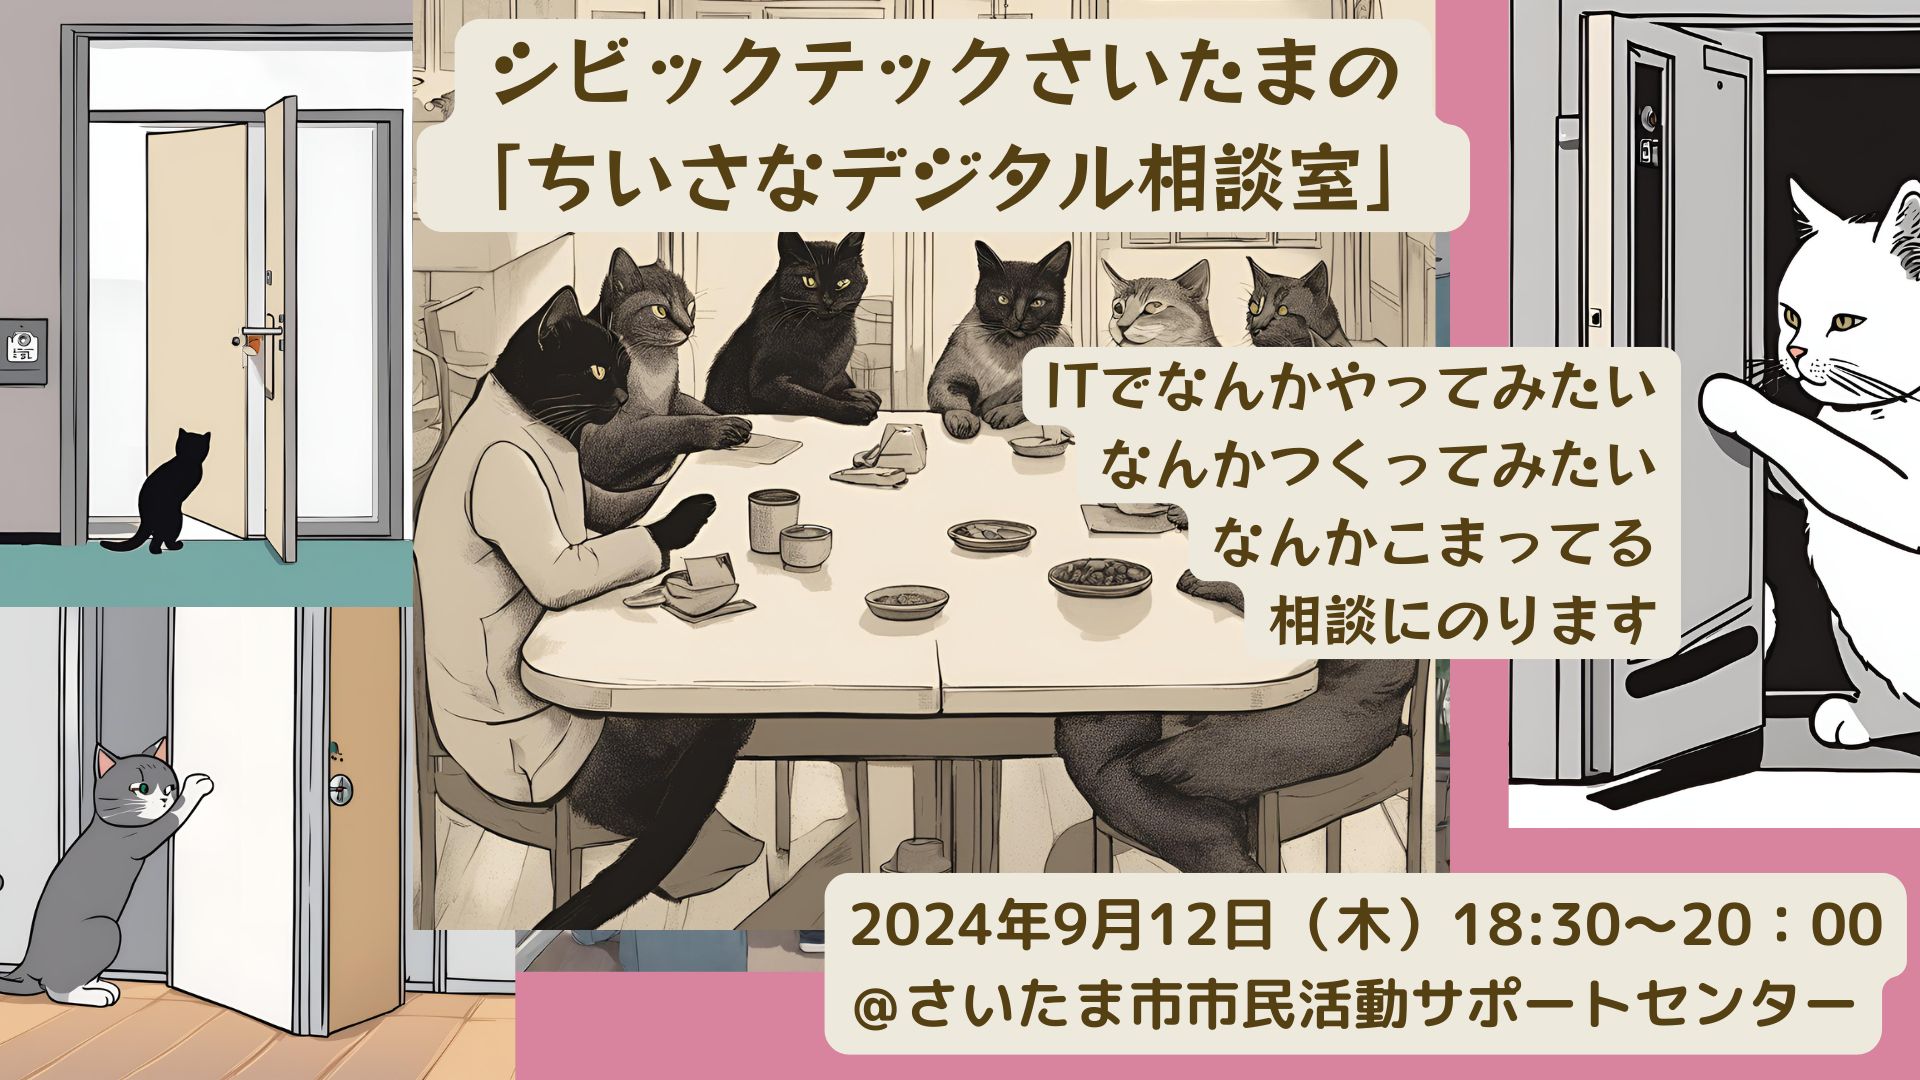 シビックテックさいたまの
「ちいさなデジタル相談室」
ITでなんかやってみたい
なんかつくってみたい
なんかこまってる
相談にのります
2024年9月12日（木）18:30〜20：00
@さいたま市市民活動サポートセンター